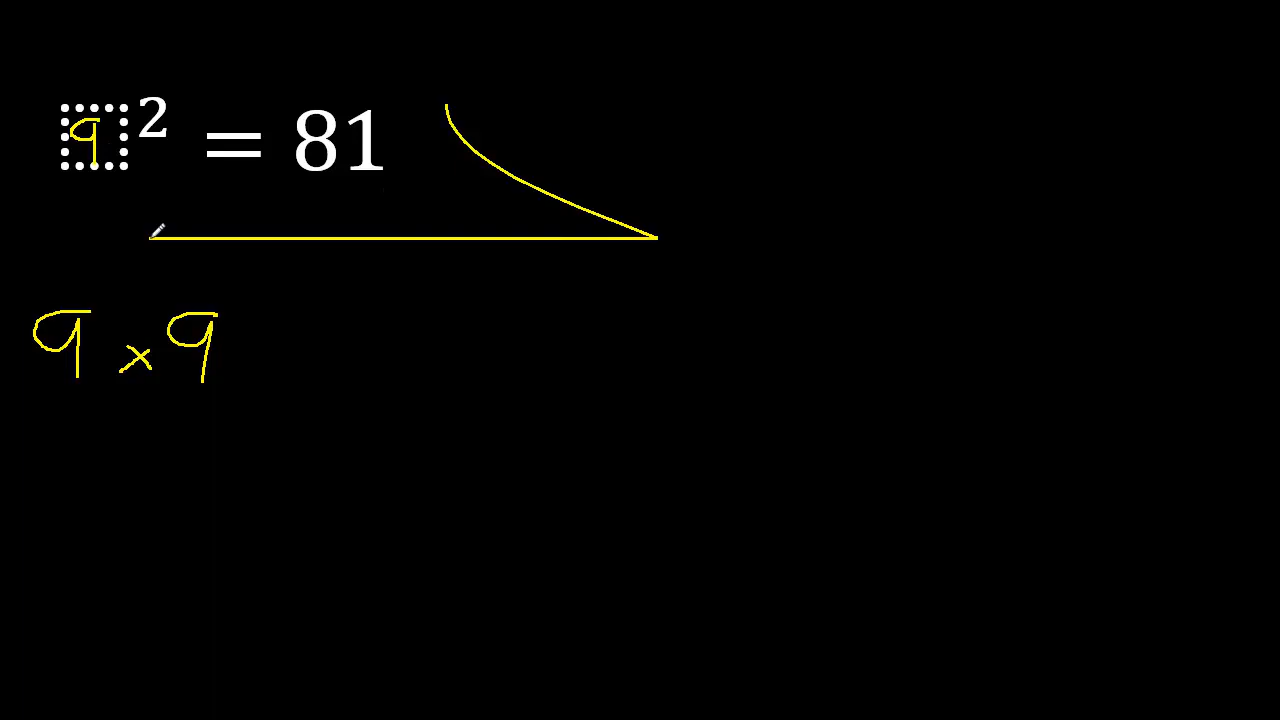 9² = 81
9 × 9